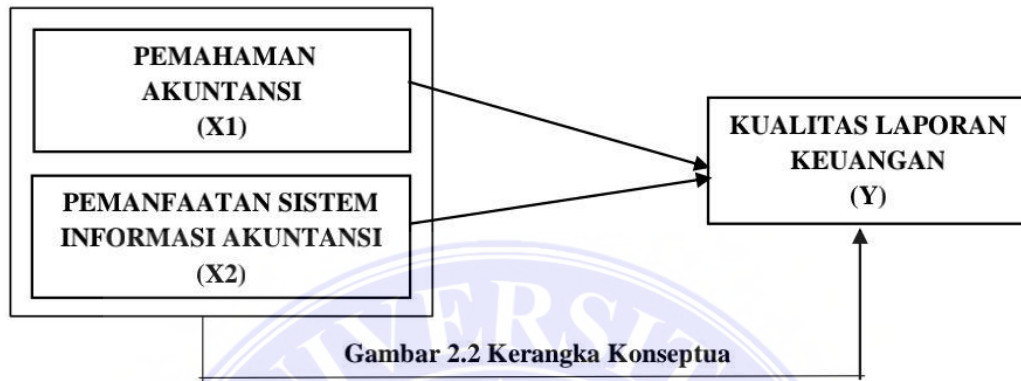 PEMAHAMAN
AKUNTANSI
(X1)
PEMANFAATAN SISTEM
INFORMASI AKUNTANSI
(X2)
KUALITAS LAPORAN
KEUANGAN
(Y)
Gambar 2.2 Kerangka Konseptua